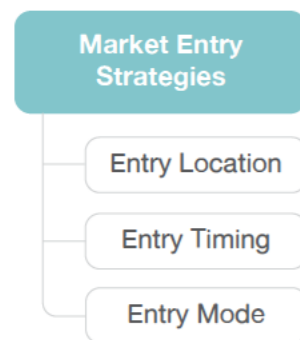 Market Entry
Strategies
Entry Location
Entry Timing
Entry Mode